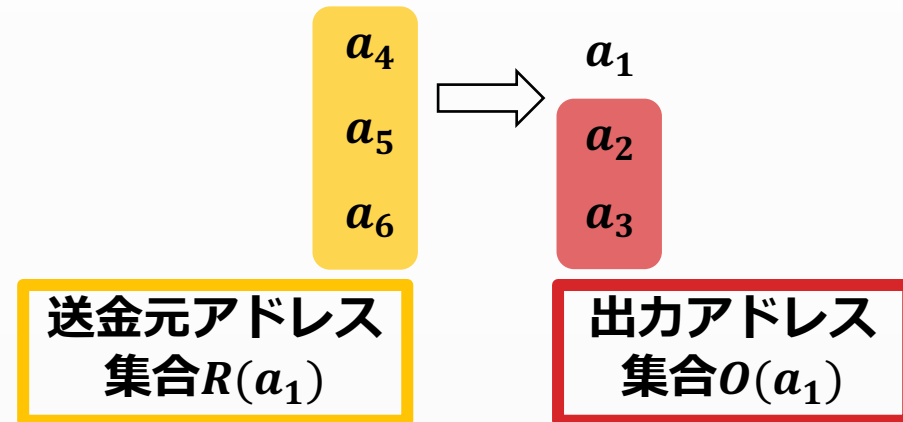 a₄
a₅
a₆
a₁
a₂
a₃
送金元アドレス
集合R(a₁)
出力アドレス
集合O(a₁)